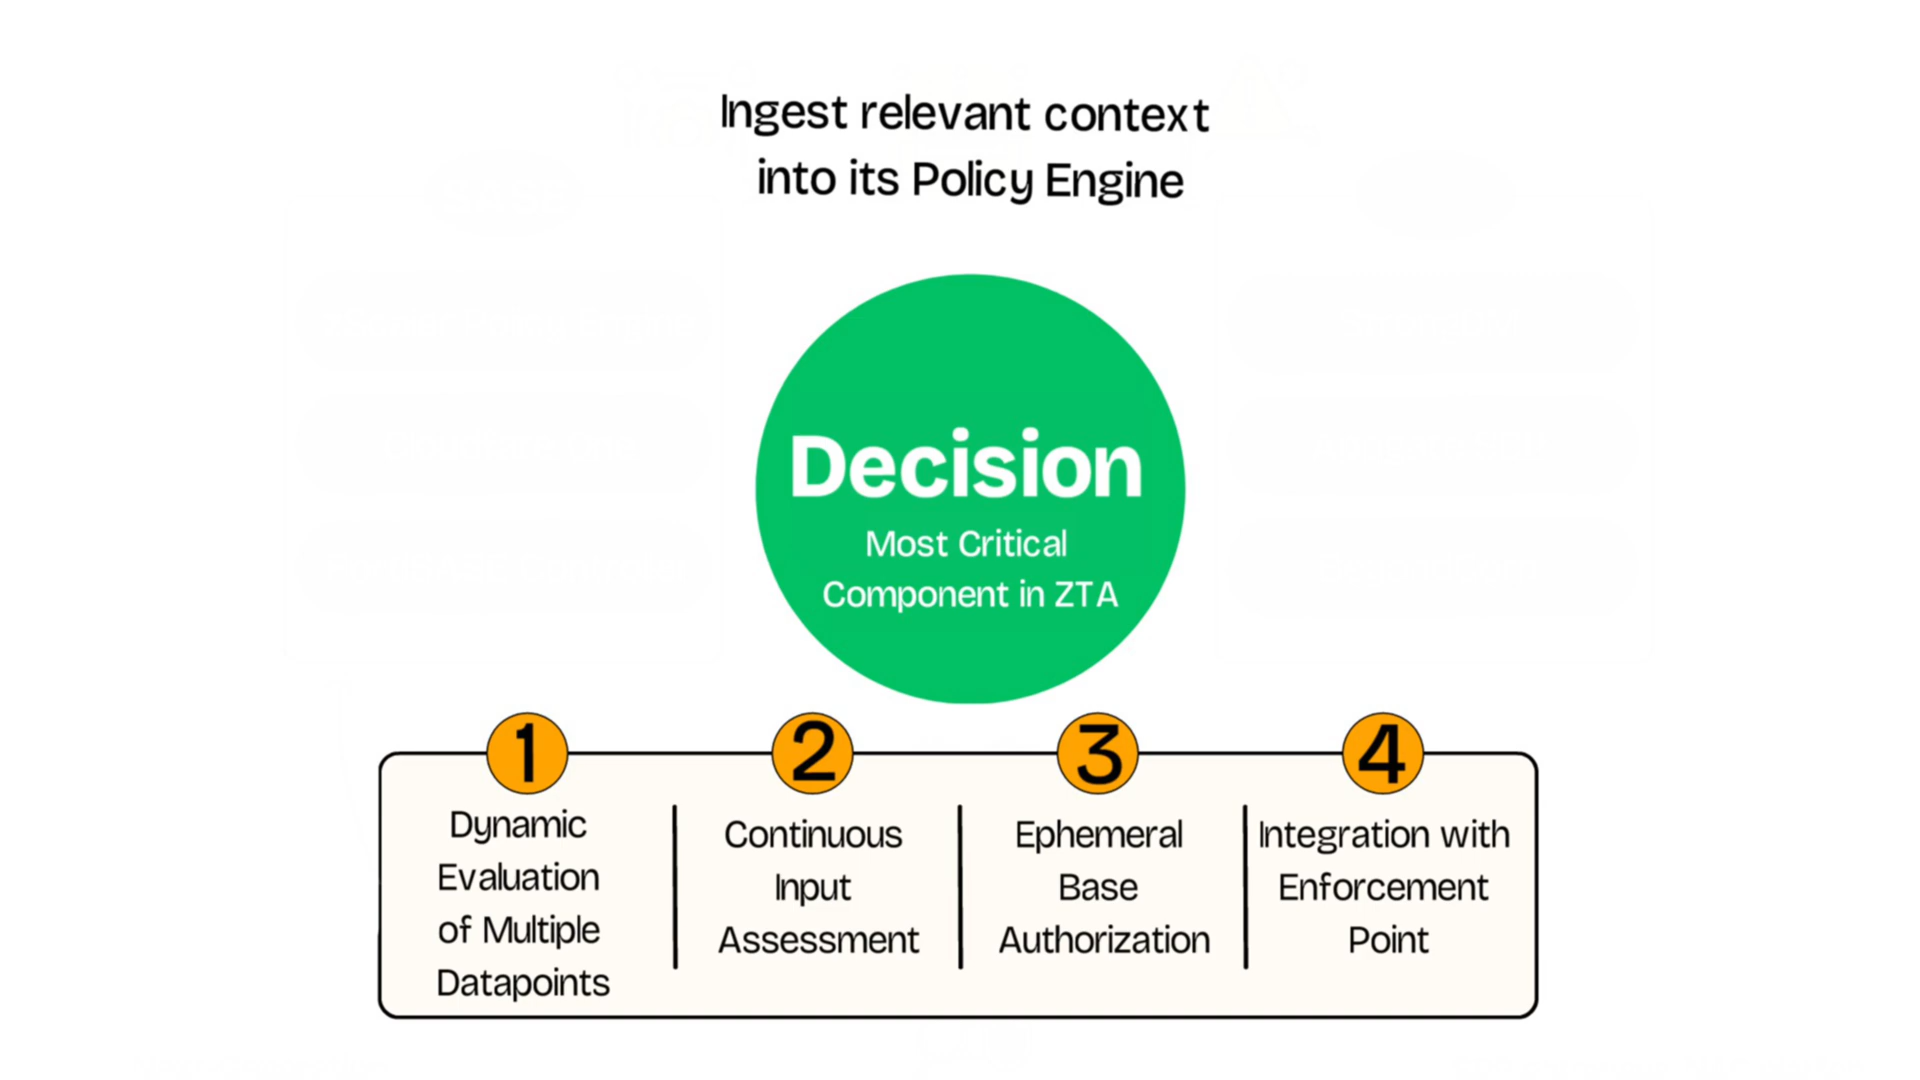 Ingest relevant context
into its Policy Engine
Decision
Most Critical
Component in ZTA
1
Dynamic
Evaluation
of Multiple
Datapoints
2
Continuous
Input
Assessment
3
Ephemeral
Base
Authorization
4
Integration with
Enforcement
Point